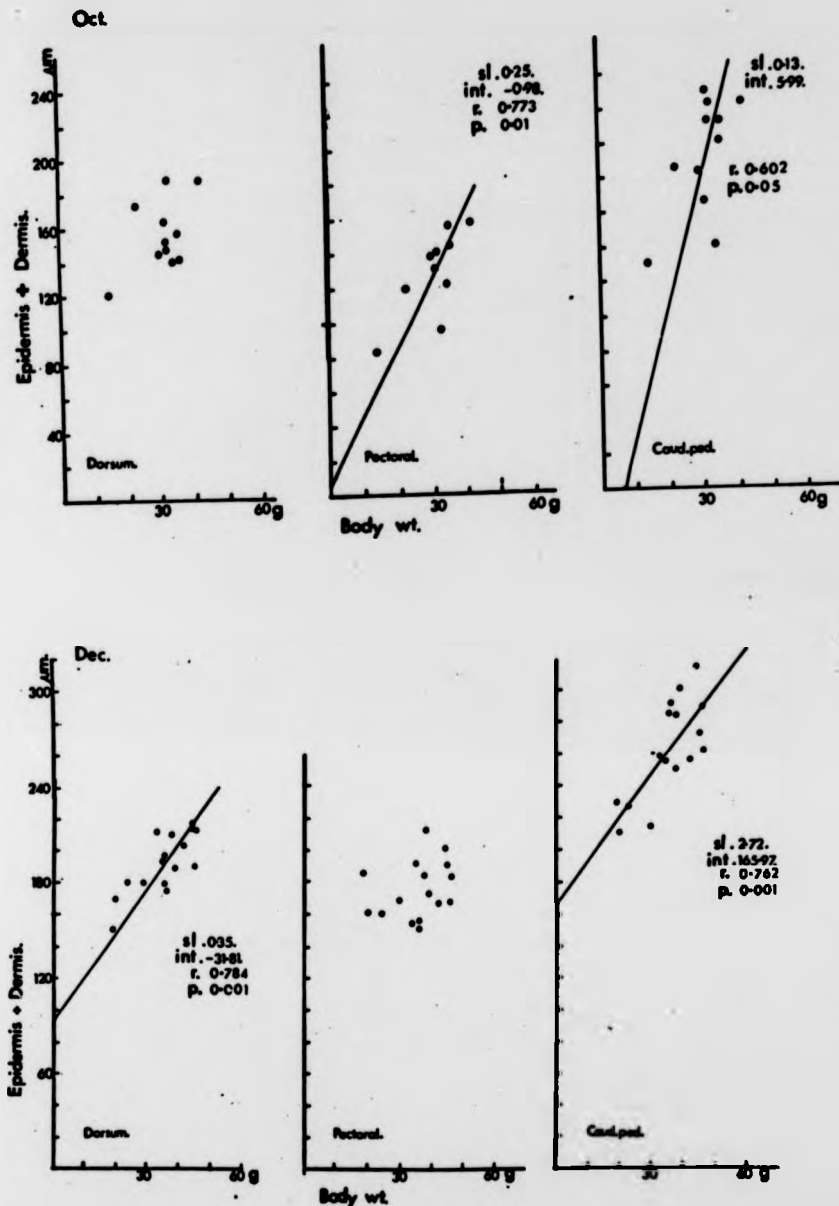 Oct.
µm
240
200
160
120
80
40
Epidermis + Dermis.
Dorsum.
30
60g
sl 0·25.
int. -0·98.
r. 0·773
p. 0·01
Pectoral.
30
60g
Body wt.
sl .0·13.
int. 5·99.
r. 0·602
p. 0·05
Caud.ped.
30
60g
Dec.
µm.
300
240
180
120
60
Epidermis + Dermis.
sl .035.
int. -31·81.
r. 0·784
p. 0·001
Dorsum.
30
60 g
Pectoral.
30
60g
Body wt.
sl .2·72.
int. 165·97.
r. 0·762
p. 0·001
Caud.ped.
30
60 g